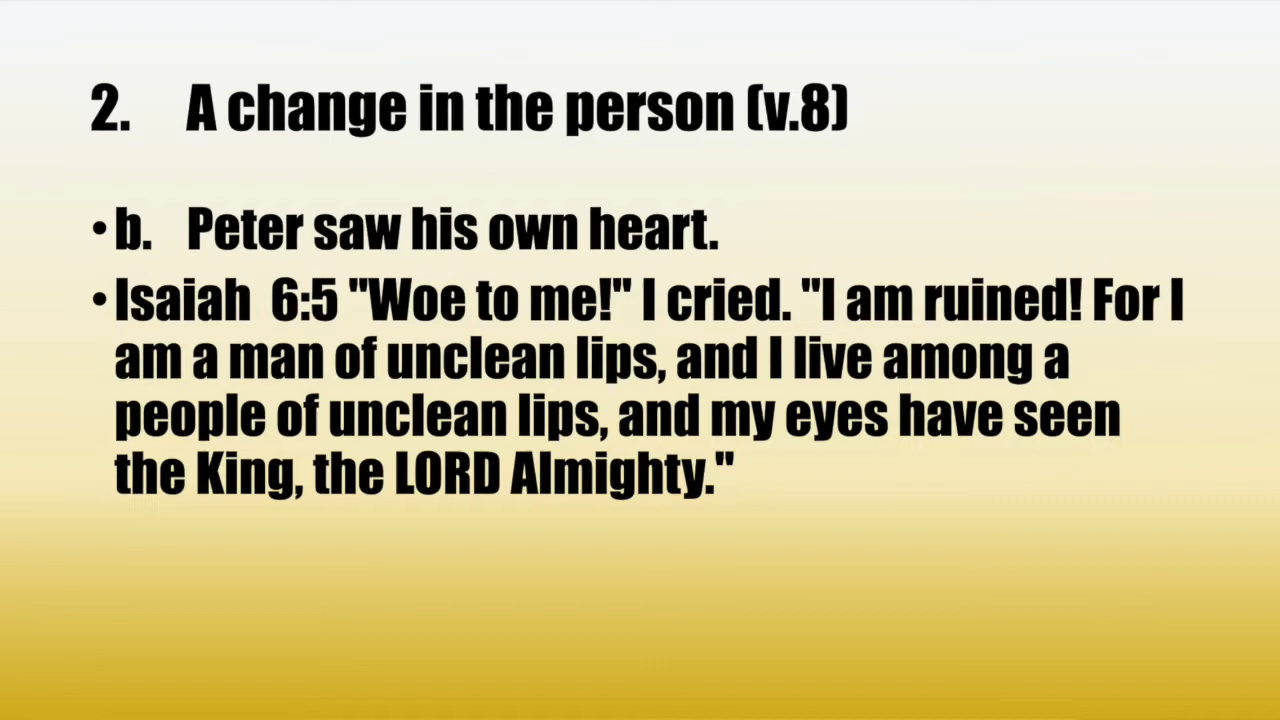 2. A change in the person (v.8)
• b. Peter saw his own heart.
• Isaiah 6:5 "Woe to me!" I cried. "I am ruined! For I
am a man of unclean lips, and I live among a
people of unclean lips, and my eyes have seen
the King, the LORD Almighty."